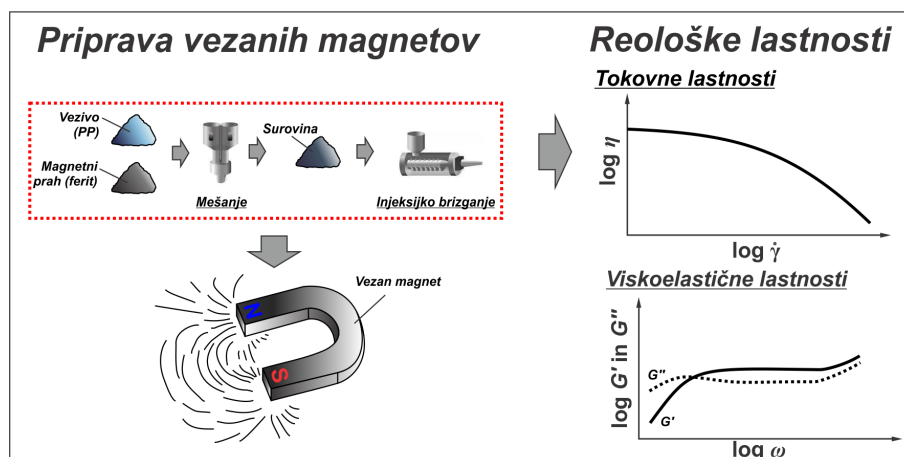 Priprava vezanih magnetov
Reološke lastnosti
Vezivo
(PP)
Magnetni
prah (ferit)
Mešanje
Surovina
Injeksijko brizganje
Vezan magnet
N
S
Tokovne lastnosti
log η
log γ̇
Viskoelastične lastnosti
log G' in G''
G''
G'
log ω